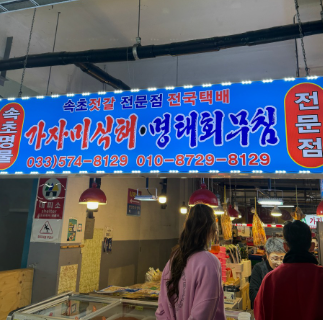 속초젓갈 전문점 전국택배
속초명물
가자미식해·명태회무침
전문점
033)574-8129 010-8729-8129